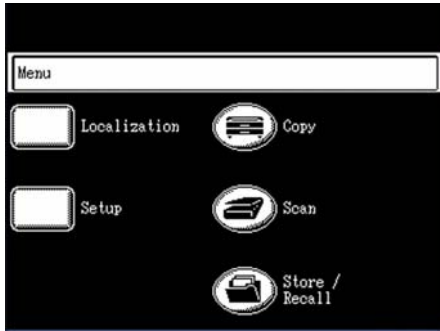 Menu
Localization
Copy
Setup
Scan
Store /
Recall